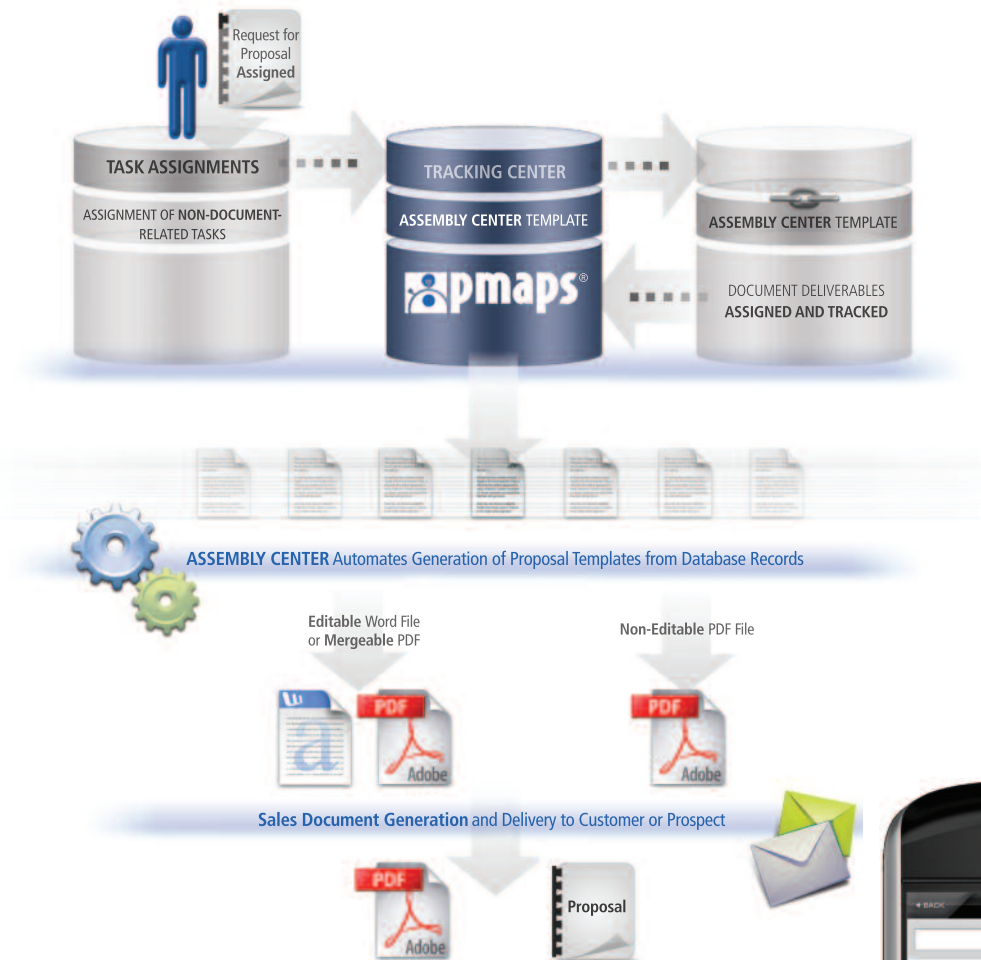 Request for
Proposal
Assigned
TASK ASSIGNMENTS
ASSIGNMENT OF NON-DOCUMENT-
RELATED TASKS
TRACKING CENTER
ASSEMBLY CENTER TEMPLATE
pmaps®
ASSEMBLY CENTER TEMPLATE
DOCUMENT DELIVERABLES
ASSIGNED AND TRACKED
ASSEMBLY CENTER Automates Generation of Proposal Templates from Database Records
Editable Word File
or Mergeable PDF
Non-Editable PDF File
W
a
PDF
Adobe
PDF
Adobe
Sales Document Generation and Delivery to Customer or Prospect
PDF
Adobe
Proposal
BACK